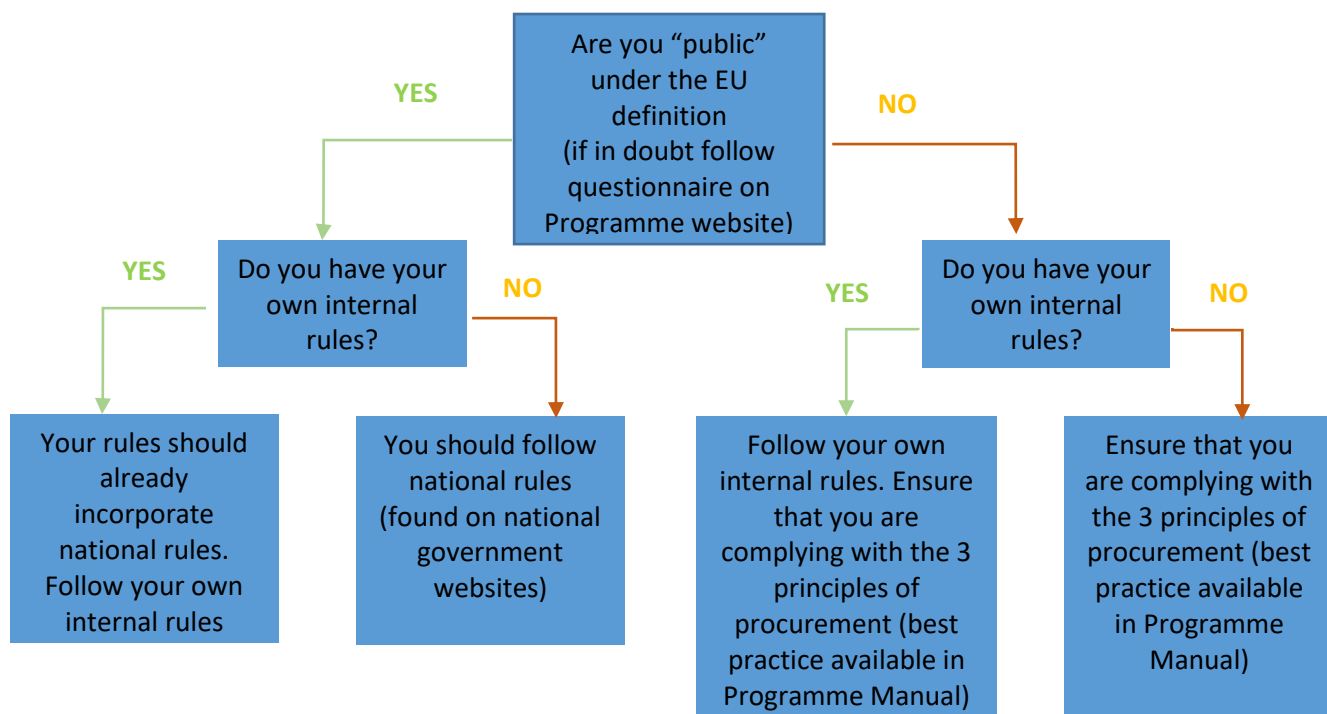 Are you “public”
under the EU
definition
(if in doubt follow
questionnaire on
Programme website)
YES
NO
Do you have your
own internal
rules?
YES
NO
Do you have your
own internal
rules?
YES
NO
Your rules should
already
incorporate
national rules.
Follow your own
internal rules
You should follow
national rules
(found on national
government
websites)
Follow your own
internal rules. Ensure
that you are
complying with the 3
principles of
procurement (best
practice available in
Programme Manual)
Ensure that you
are complying with
the 3 principles of
procurement (best
practice available
in Programme
Manual)